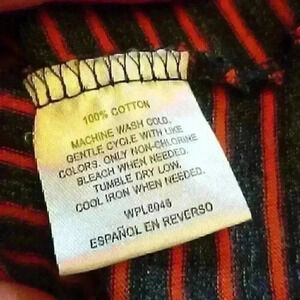 100% COTTON
MACHINE WASH COLD,
GENTLE CYCLE WITH LIKE
COLORS. ONLY NON-CHLORINE
BLEACH WHEN NEEDED.
TUMBLE DRY LOW.
COOL IRON WHEN NEEDED.
WPL8046
ESPAÑOL EN REVERSO